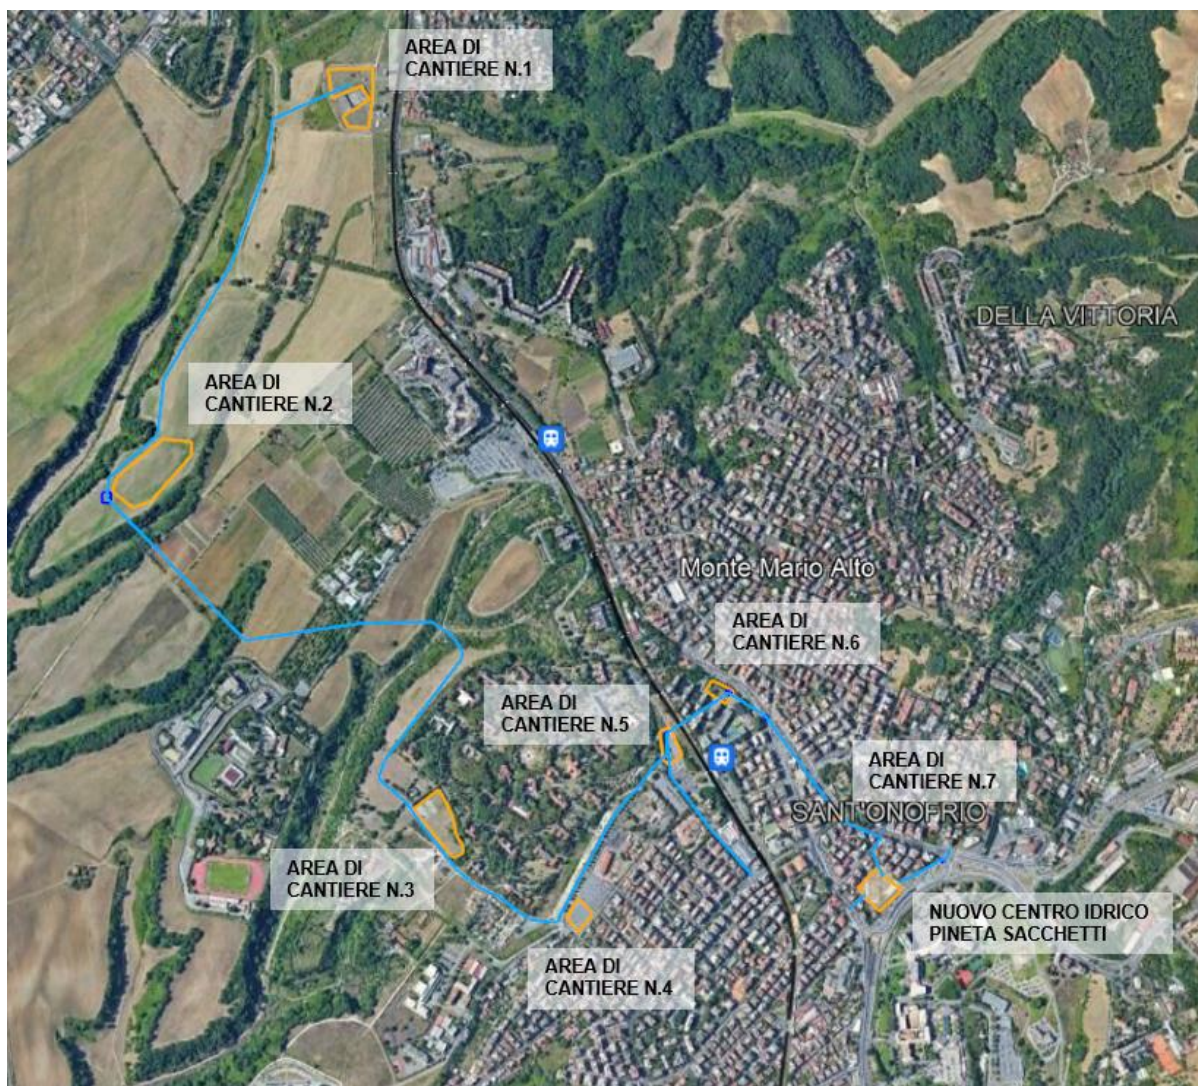 AREA DI
CANTIERE N.1
DELLA VITTORIA
AREA DI
CANTIERE N.2
Monte Mario Alto
AREA DI
CANTIERE N.6
AREA DI
CANTIERE N.5
AREA DI
CANTIERE N.7
SANT'ONOFRIO
AREA DI
CANTIERE N.3
NUOVO CENTRO IDRICO
PINETA SACCHETTI
AREA DI
CANTIERE N.4